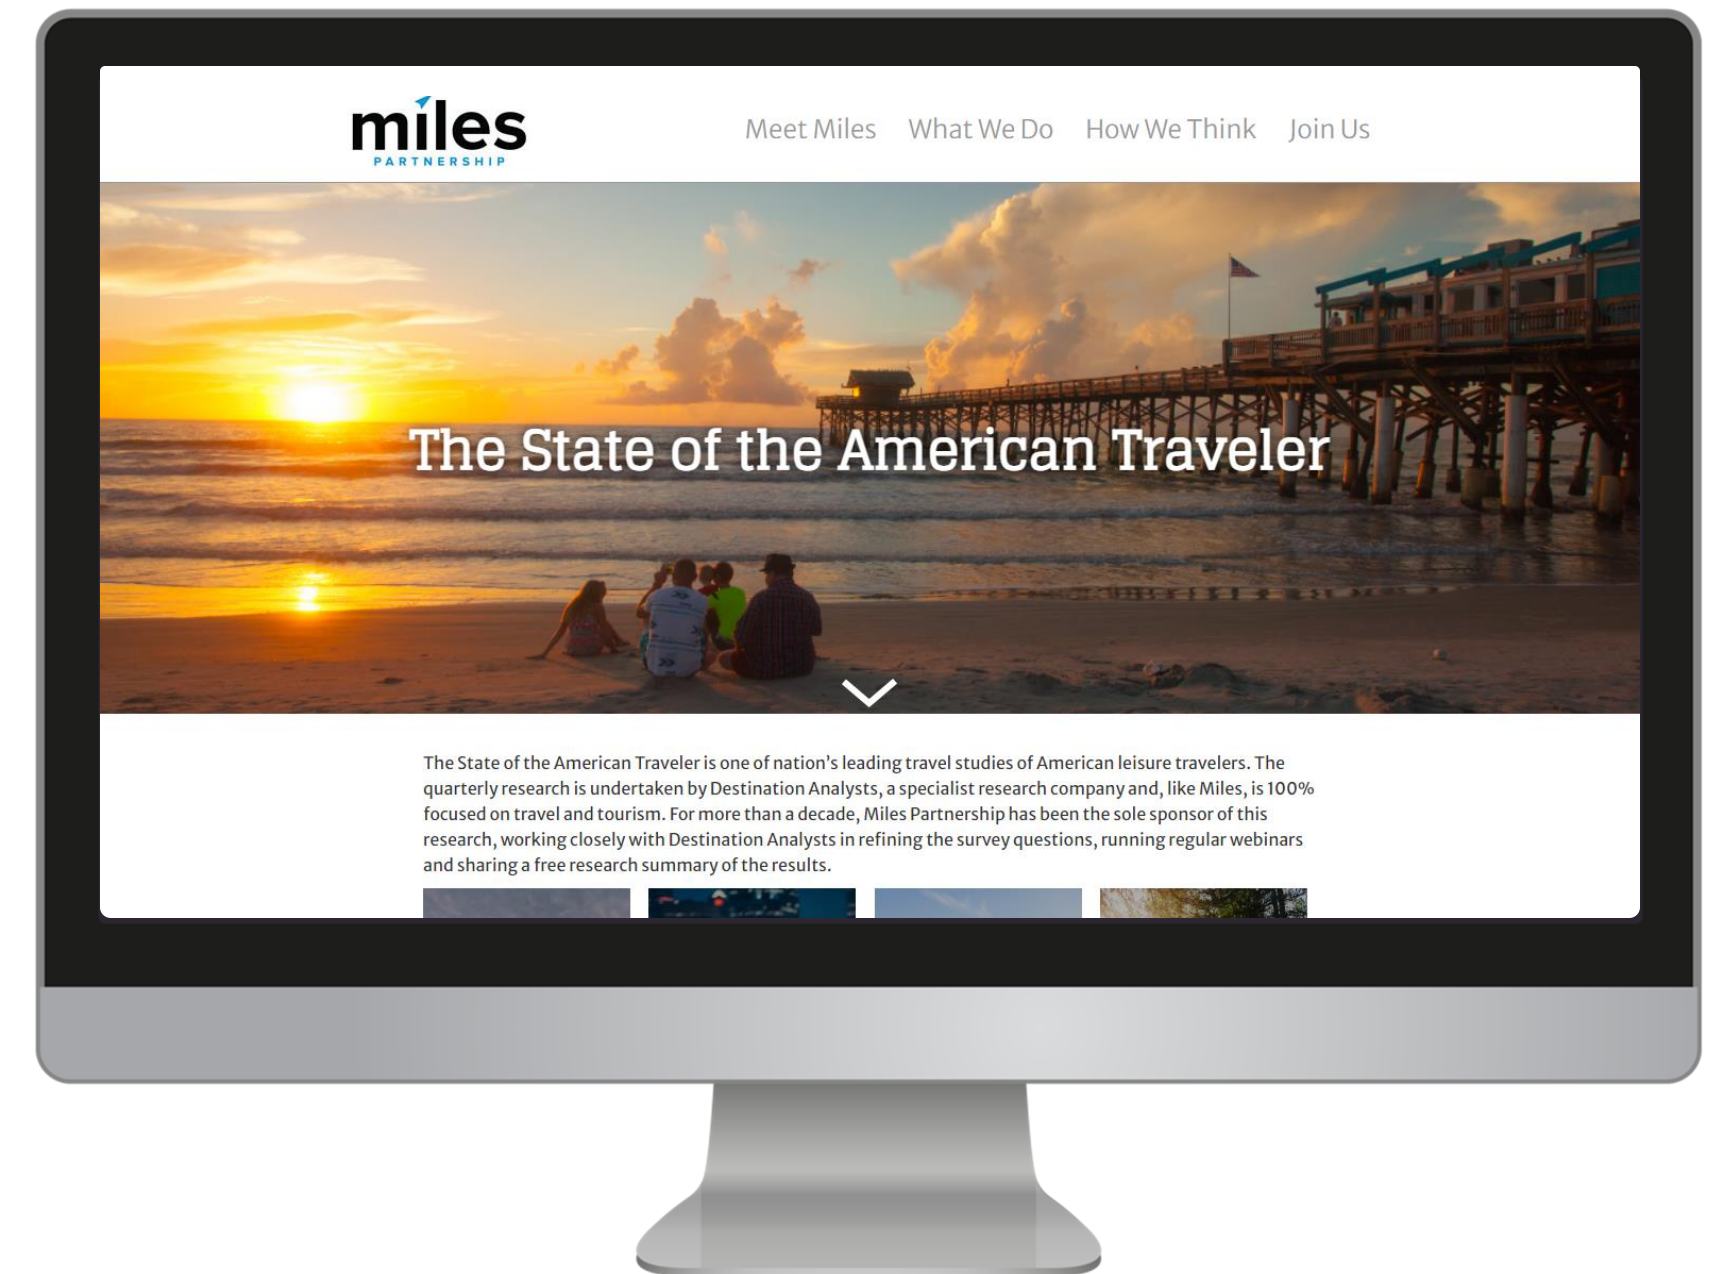 miles
PARTNERSHIP
Meet Miles What We Do How We Think Join Us
The State of the American Traveler
The State of the American Traveler is one of nation’s leading travel studies of American leisure travelers. The
quarterly research is undertaken by Destination Analysts, a specialist research company and, like Miles, is 100%
focused on travel and tourism. For more than a decade, Miles Partnership has been the sole sponsor of this
research, working closely with Destination Analysts in refining the survey questions, running regular webinars
and sharing a free research summary of the results.